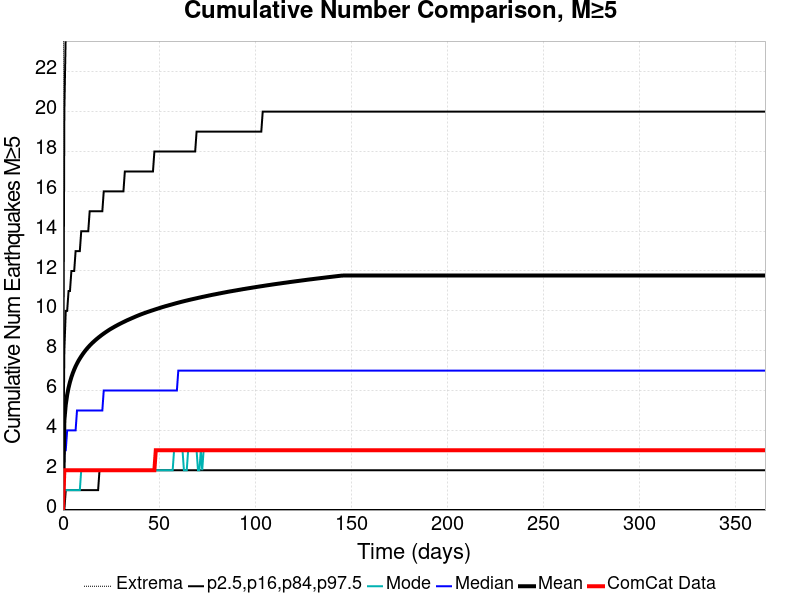 Cumulative Number Comparison, M≥5
Cumulative Num Earthquakes M≥5
22
20
18
16
14
12
10
8
6
4
2
0
0 50 100 150 200 250 300 350
Time (days)
Extrema p2.5,p16,p84,p97.5 Mode Median Mean ComCat Data